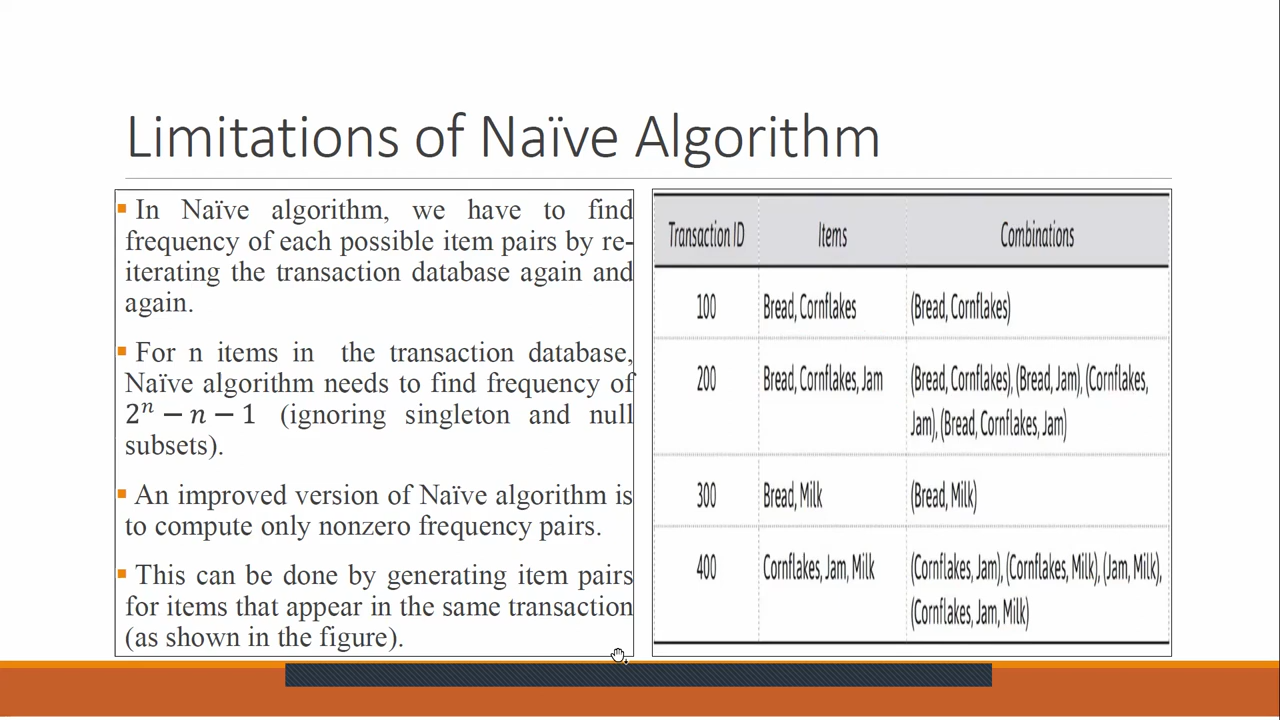 Limitations of Naïve Algorithm
▪ In Naïve algorithm, we have to find
frequency of each possible item pairs by re-
iterating the transaction database again and
again.
▪ For n items in the transaction database,
Naïve algorithm needs to find frequency of
2ⁿ − n − 1 (ignoring singleton and null
subsets).
▪ An improved version of Naïve algorithm is
to compute only nonzero frequency pairs.
▪ This can be done by generating item pairs
for items that appear in the same transaction
(as shown in the figure).
Transaction ID Items Combinations
100 Bread, Cornflakes (Bread, Cornflakes)
200 Bread, Cornflakes, Jam (Bread, Cornflakes), (Bread, Jam), (Cornflakes,
Jam), (Bread, Cornflakes, Jam)
300 Bread, Milk (Bread, Milk)
400 Cornflakes, Jam, Milk (Cornflakes, Jam), (Cornflakes, Milk), (Jam, Milk),
(Cornflakes, Jam, Milk)